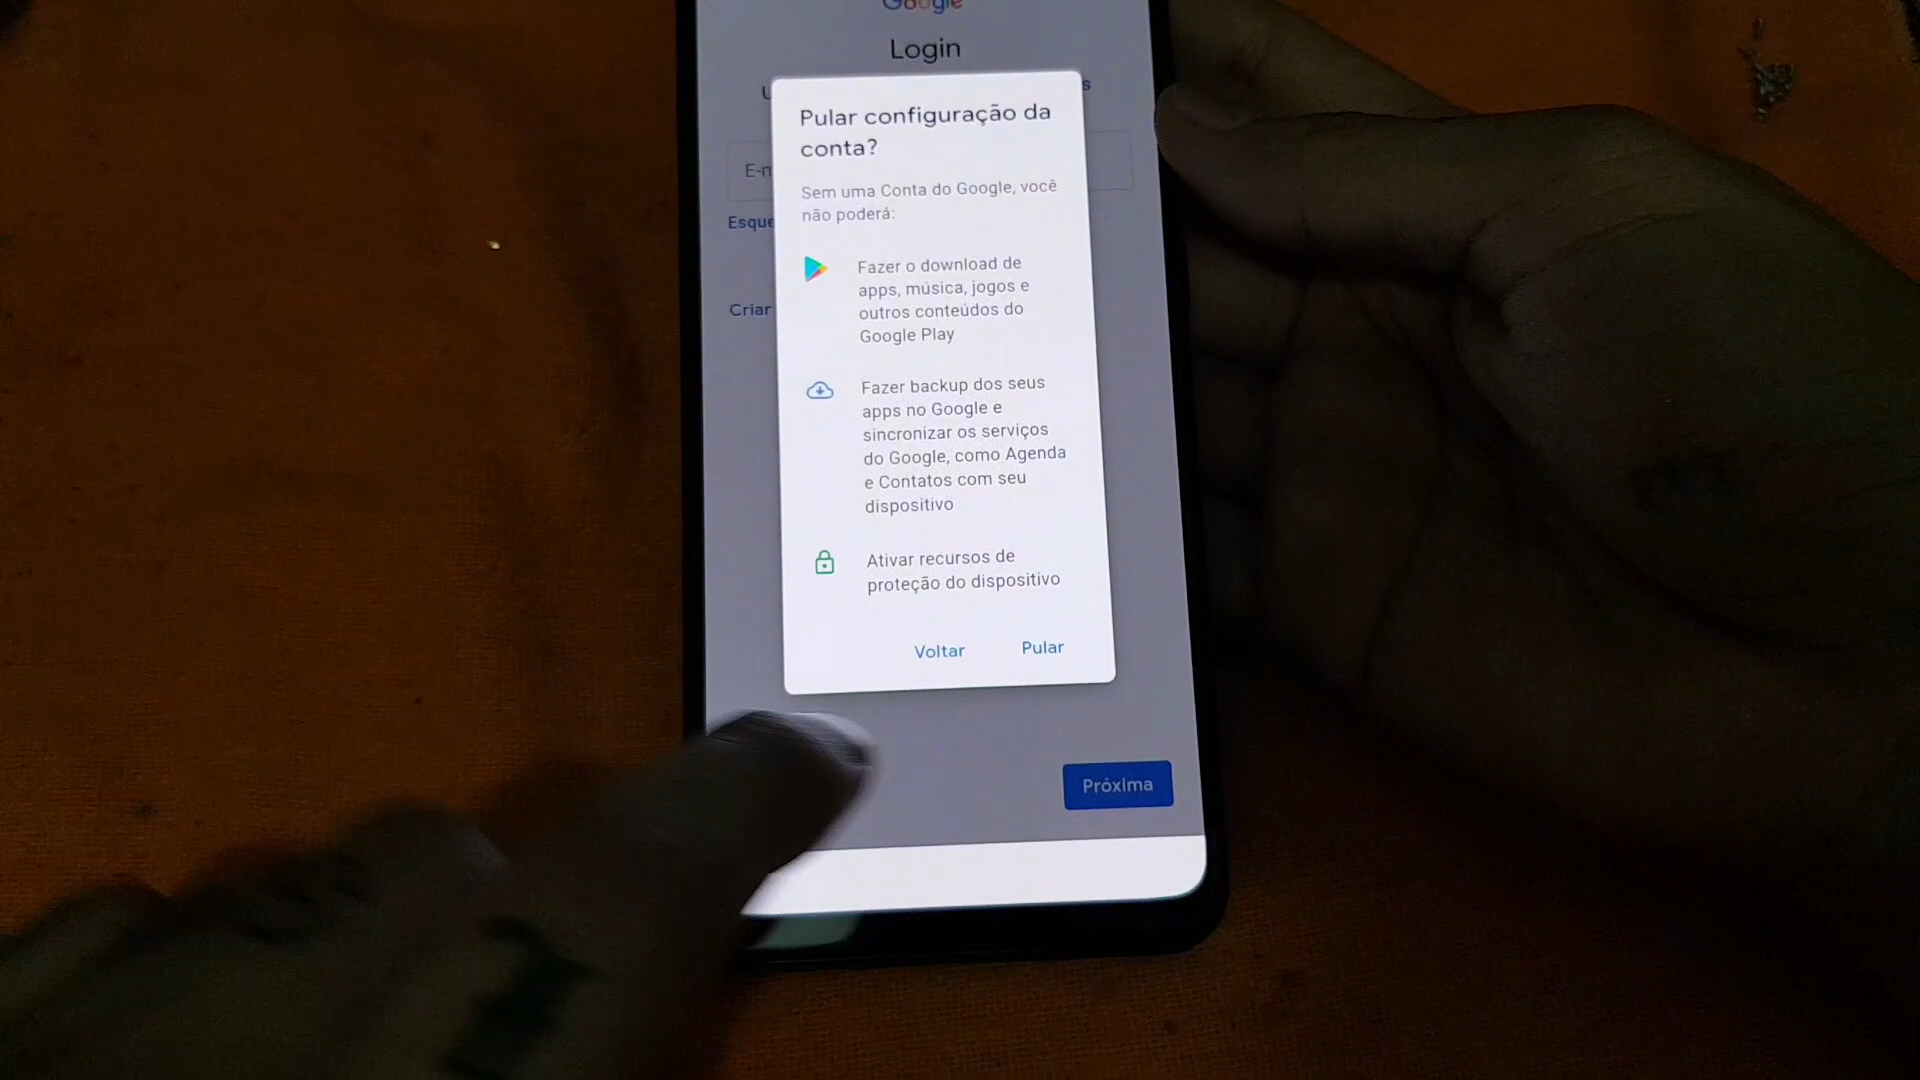 Google
Login
Pular configuração da
conta?
Sem uma Conta do Google, você
não poderá:
Fazer o download de
apps, música, jogos e
outros conteúdos do
Google Play
Fazer backup dos seus
apps no Google e
sincronizar os serviços
do Google, como Agenda
e Contatos com seu
dispositivo
Criar
Ativar recursos de
proteção do dispositivo
Voltar Pular
Próxima